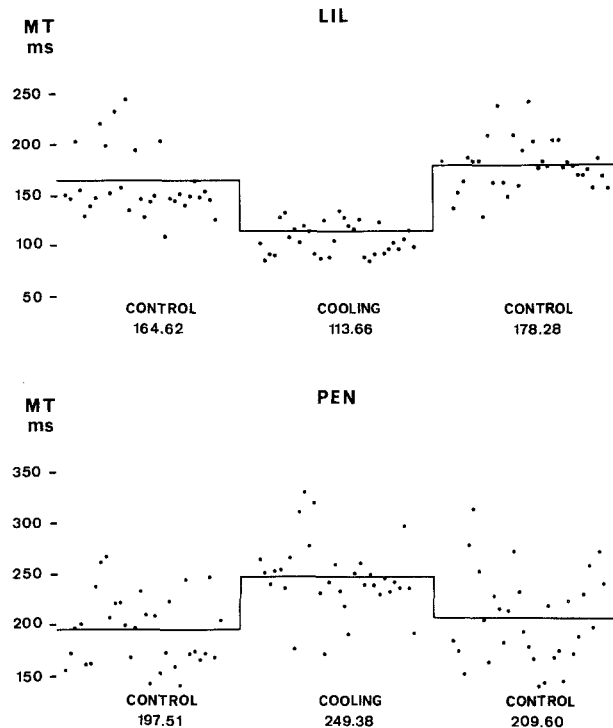 LIL
MT
ms
250
200
150
100
50
CONTROL COOLING CONTROL
164.62 113.66 178.28
PEN
MT
ms
350
300
250
200
150
CONTROL COOLING CONTROL
197.51 249.38 209.60